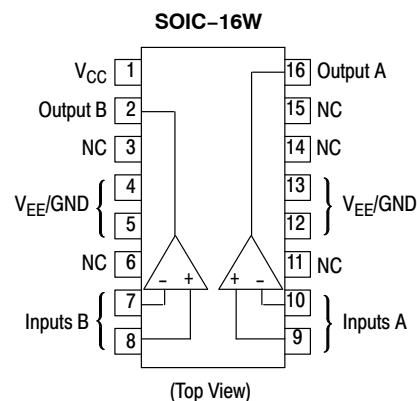 SOIC–16W
VCC 1
16 Output A
Output B 2
15 NC
NC 3
14 NC
4
13
VEE/GND
VEE/GND
5
12
NC 6
11 NC
– +
+ –
7
10
Inputs B
Inputs A
8
9
(Top View)